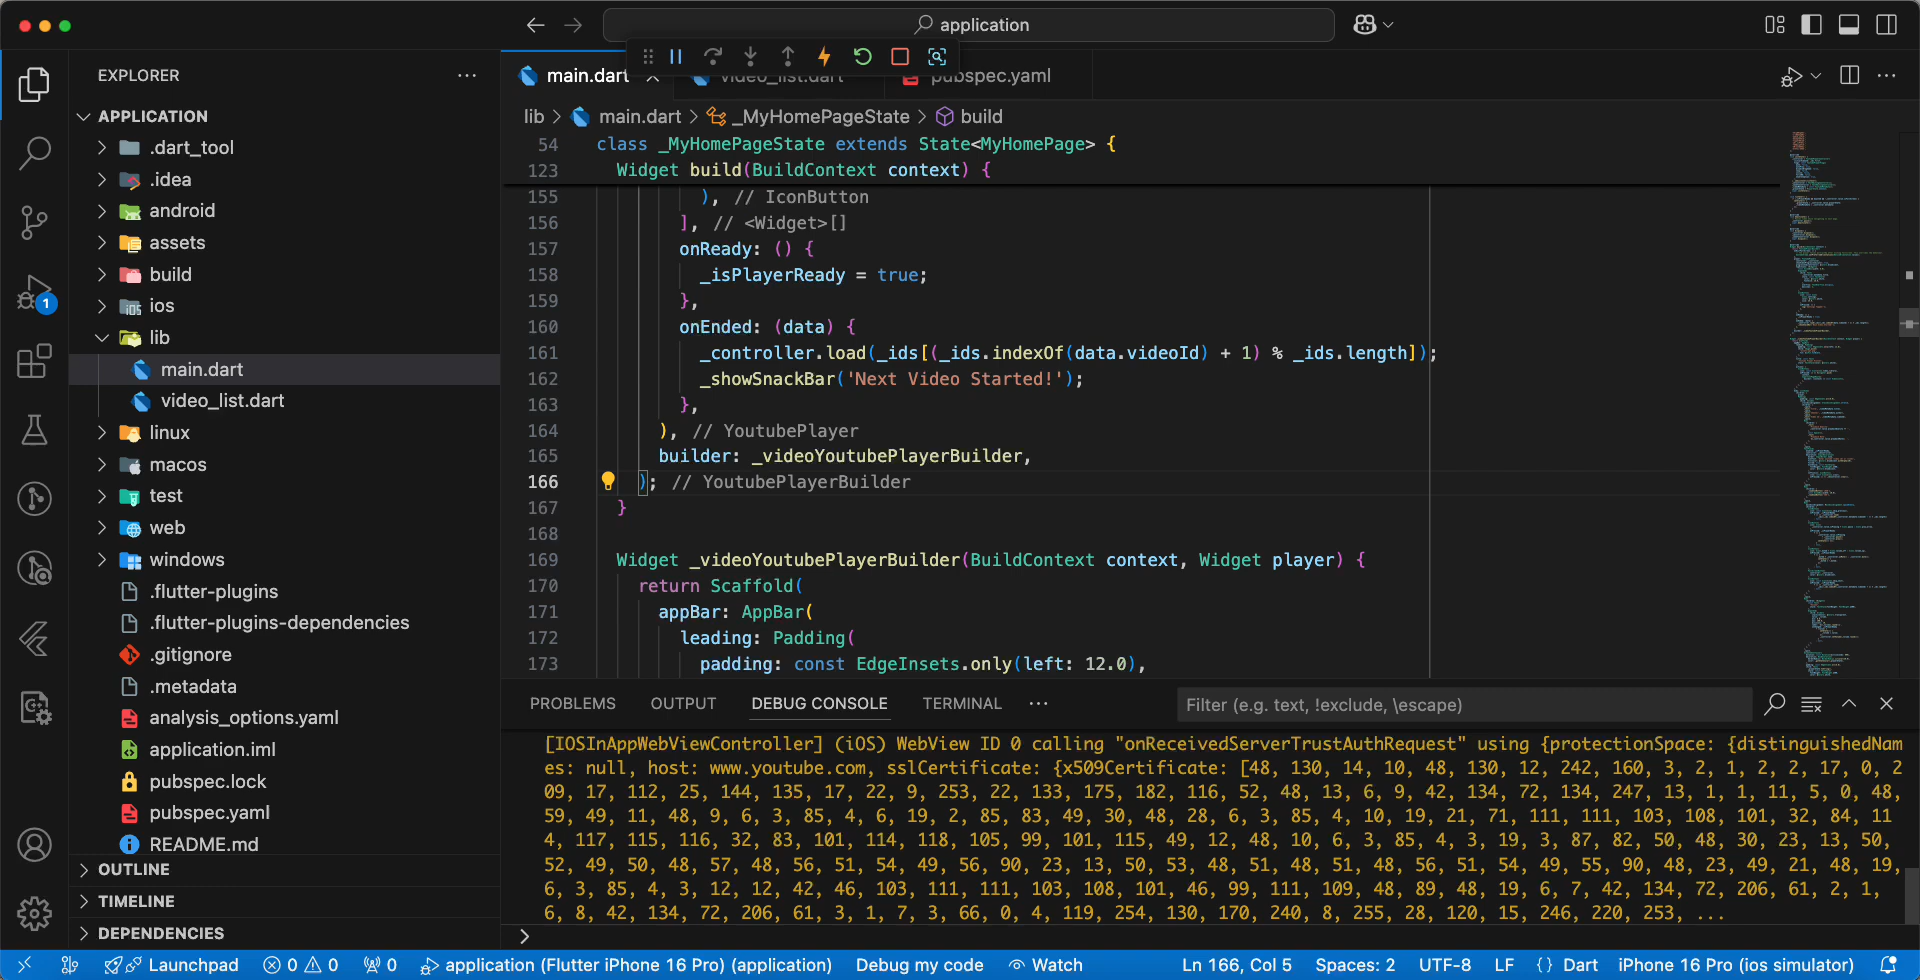 application
EXPLORER
APPLICATION
.dart_tool
.idea
android
assets
build
ios
lib
main.dart
video_list.dart
linux
macos
test
web
windows
.flutter-plugins
.flutter-plugins-dependencies
.gitignore
.metadata
analysis_options.yaml
application.iml
pubspec.lock
pubspec.yaml
README.md
OUTLINE
TIMELINE
DEPENDENCIES
1
main.dart video_list.dart pubspec.yaml
lib > main.dart > _MyHomePageState > build
54 class _MyHomePageState extends State<MyHomePage> {
123 Widget build(BuildContext context) {
155 ), // IconButton
156 ], // <Widget>[]
157 onReady: () {
158 _isPlayerReady = true;
159 },
160 onEnded: (data) {
161 _controller.load(_ids[(_ids.indexOf(data.videoId) + 1) % _ids.length]);
162 _showSnackBar('Next Video Started!');
163 },
164 ), // YoutubePlayer
165 builder: _videoYoutubePlayerBuilder,
166 ); // YoutubePlayerBuilder
167 }
168
169 Widget _videoYoutubePlayerBuilder(BuildContext context, Widget player) {
170 return Scaffold(
171 appBar: AppBar(
172 leading: Padding(
173 padding: const EdgeInsets.only(left: 12.0),
PROBLEMS OUTPUT DEBUG CONSOLE TERMINAL ···
Filter (e.g. text, !exclude, \escape)
[IOSInAppWebViewController] (iOS) WebView ID 0 calling "onReceivedServerTrustAuthRequest" using {protectionSpace: {distinguishedNam
es: null, host: www.youtube.com, sslCertificate: {x509Certificate: [48, 130, 14, 10, 48, 130, 12, 242, 160, 3, 2, 1, 2, 2, 17, 0, 2
09, 17, 112, 25, 144, 135, 17, 22, 9, 253, 22, 133, 175, 182, 116, 52, 48, 13, 6, 9, 42, 134, 72, 134, 247, 13, 1, 1, 11, 5, 0, 48,
59, 49, 11, 48, 9, 6, 3, 85, 4, 6, 19, 2, 85, 83, 49, 30, 48, 28, 6, 3, 85, 4, 10, 19, 21, 71, 111, 111, 103, 108, 101, 32, 84, 11
4, 117, 115, 116, 32, 83, 101, 114, 118, 105, 99, 101, 115, 49, 12, 48, 10, 6, 3, 85, 4, 3, 19, 3, 87, 82, 50, 48, 30, 23, 13, 50,
52, 49, 50, 48, 57, 48, 56, 51, 54, 49, 56, 90, 23, 13, 50, 53, 48, 51, 48, 51, 48, 56, 51, 54, 49, 55, 90, 48, 23, 49, 21, 48, 19,
6, 3, 85, 4, 3, 12, 12, 42, 46, 103, 111, 111, 103, 108, 101, 46, 99, 111, 109, 48, 89, 48, 19, 6, 7, 42, 134, 72, 206, 61, 2, 1,
6, 8, 42, 134, 72, 206, 61, 3, 1, 7, 3, 66, 0, 4, 119, 254, 130, 170, 240, 8, 255, 28, 120, 15, 246, 220, 253, ...
Launchpad 0 0 0 application (Flutter iPhone 16 Pro) (application) Debug my code Watch Ln 166, Col 5 Spaces: 2 UTF-8 LF {} Dart iPhone 16 Pro (ios simulator)